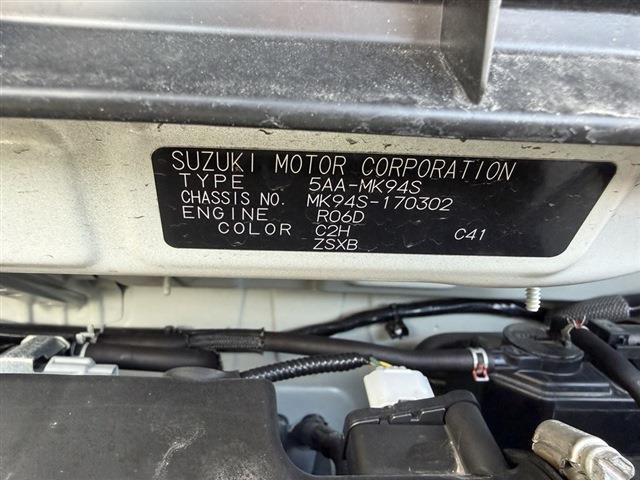 SUZUKI MOTOR CORPORATION
TYPE 5AA-MK94S
CHASSIS NO. MK94S-170302
ENGINE R06D
COLOR C2H C41
ZSXB